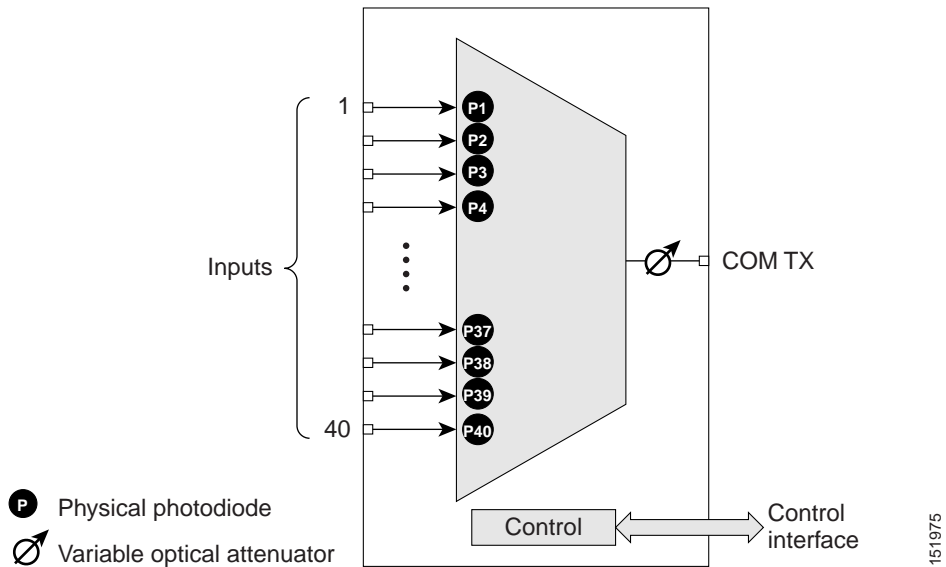 1
P1
P2
P3
P4
Inputs
COM TX
P37
P38
P39
40
P40
P
Physical photodiode
Variable optical attenuator
Control
Control
interface
151975